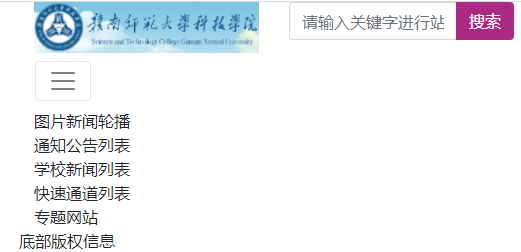 赣南师范大学科技学院
Science and Technology College Gannan Normal University
请输入关键字进行站
搜索
图片新闻轮播
通知公告列表
学校新闻列表
快速通道列表
专题网站
底部版权信息